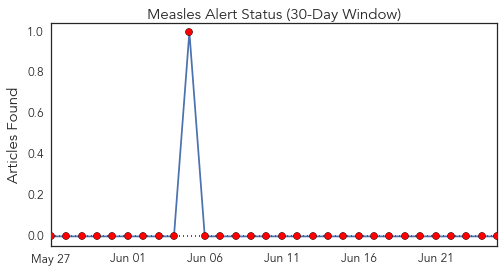 Measles Alert Status (30-Day Window)
Articles Found
1.0
0.8
0.6
0.4
0.2
0.0
May 27 Jun 01 Jun 06 Jun 11 Jun 16 Jun 21